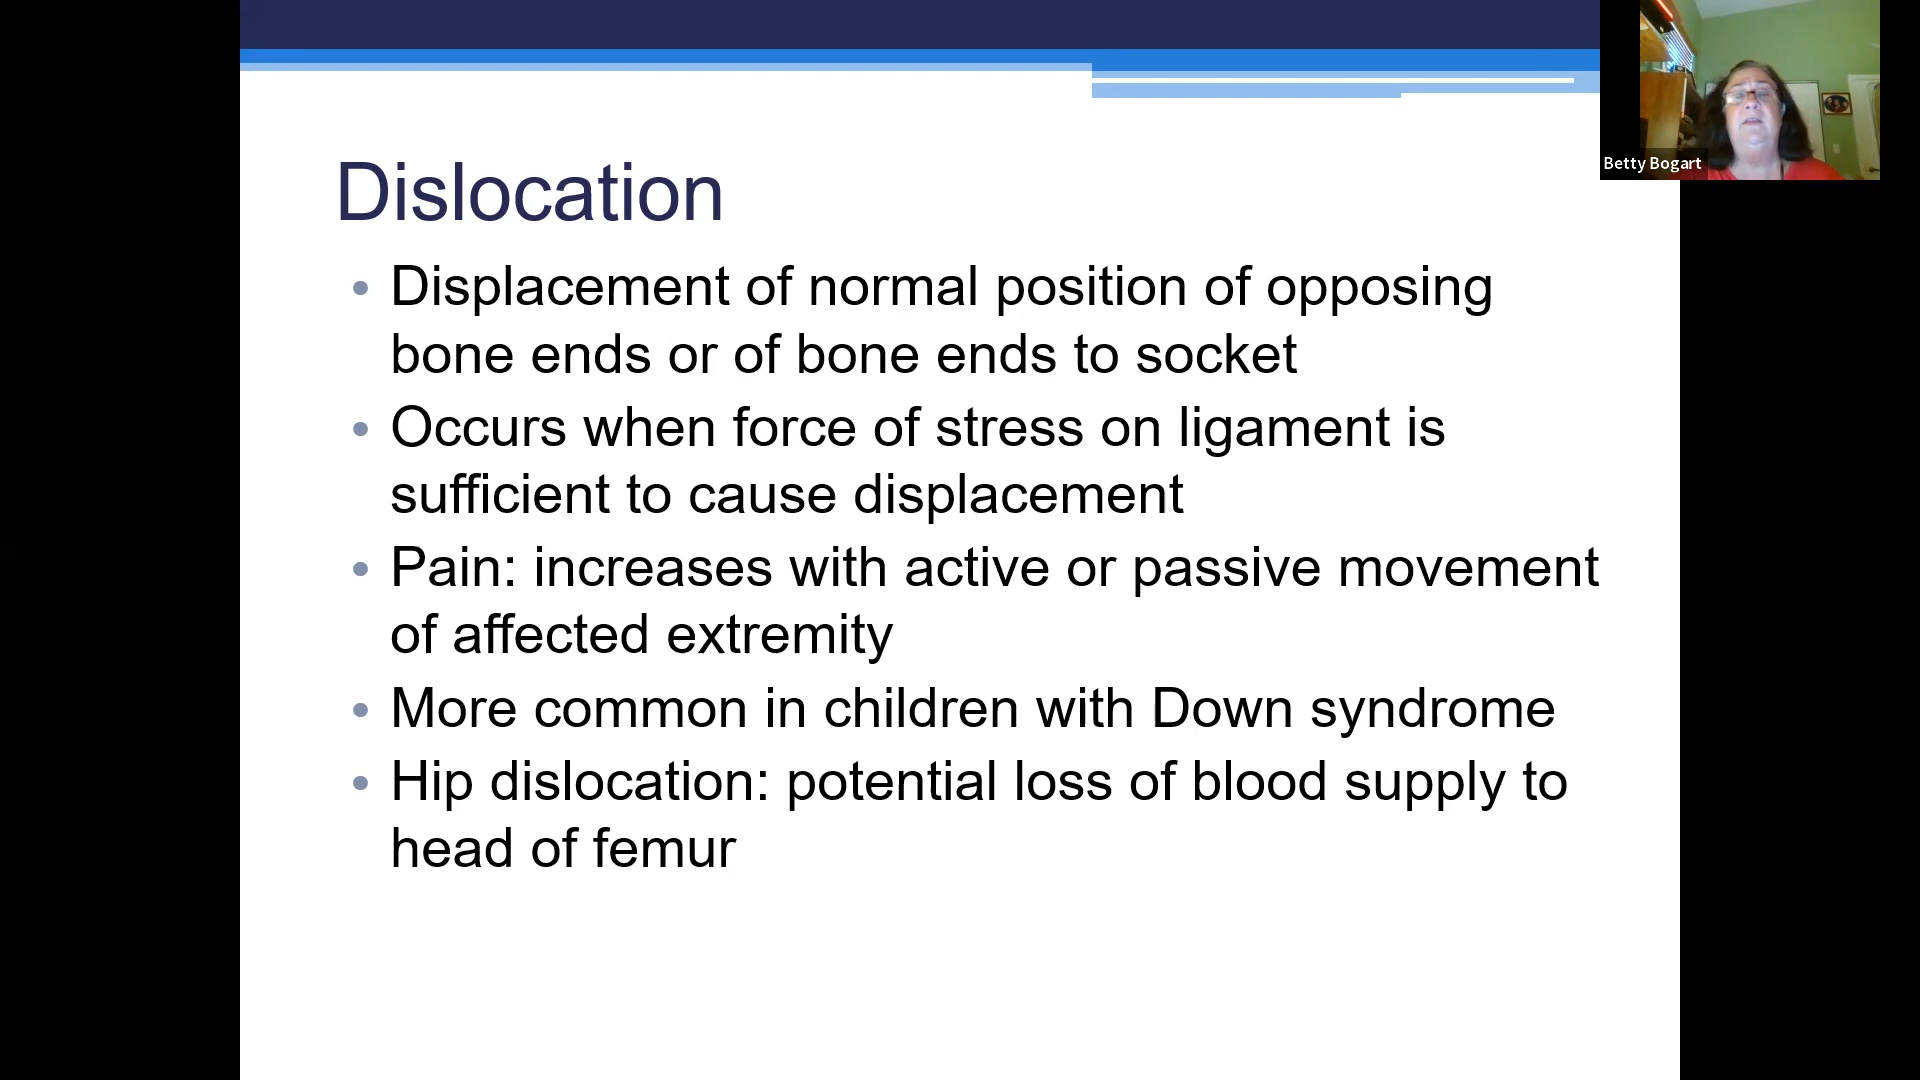 Betty Bogart
Dislocation
• Displacement of normal position of opposing
bone ends or of bone ends to socket
• Occurs when force of stress on ligament is
sufficient to cause displacement
• Pain: increases with active or passive movement
of affected extremity
• More common in children with Down syndrome
• Hip dislocation: potential loss of blood supply to
head of femur